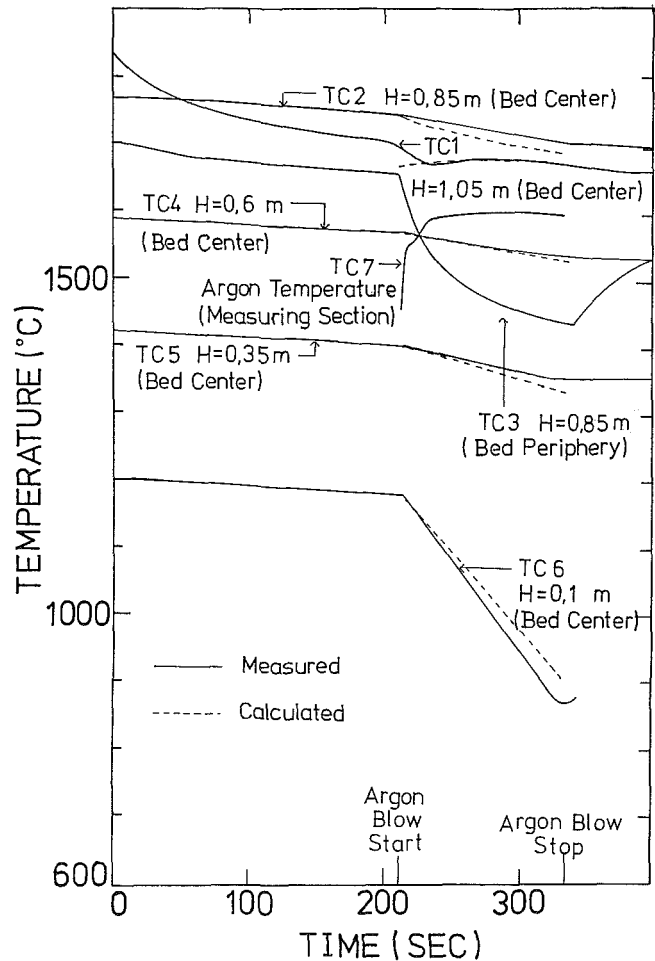 TC2 H=0,85 m (Bed Center)
TC1
H=1,05 m (Bed Center)
TC4 H=0,6 m
(Bed Center)
TC7
Argon Temperature
(Measuring Section)
TC5 H=0,35m
(Bed Center)
TC3 H=0,85m
(Bed Periphery)
TC6
H=0,1 m
(Bed Center)
Measured
Calculated
Argon
Blow
Start
Argon Blow
Stop
1500
1000
600
TEMPERATURE (°C)
0
100
200
300
TIME (SEC)